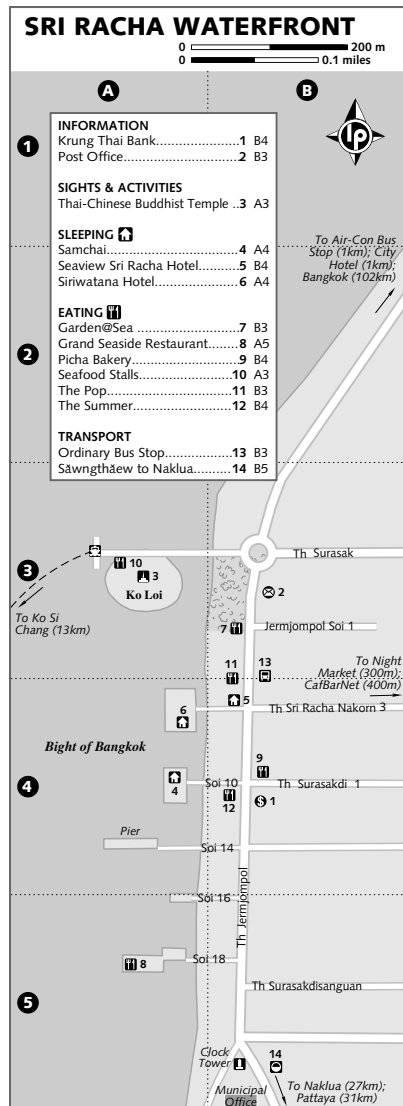 SRI RACHA WATERFRONT
0 200 m
0 0.1 miles
A B
1
INFORMATION
Krung Thai Bank......................1 B4
Post Office..............................2 B3
SIGHTS & ACTIVITIES
Thai-Chinese Buddhist Temple ..3 A3
SLEEPING
Samchai..................................4 A4
Seaview Sri Racha Hotel..........5 B4
Siriwatana Hotel......................6 A4
EATING
Garden@Sea ..........................7 B3
Grand Seaside Restaurant........8 A5
Picha Bakery...........................9 B4
Seafood Stalls........................10 A3
The Pop.................................11 B3
The Summer..........................12 B4
TRANSPORT
Ordinary Bus Stop..................13 B3
Săwngthăew to Naklua...........14 B5
lp
To Air-Con Bus
Stop (1km); City
Hotel (1km);
Bangkok (102km)
2
Th Surasak
3
10
3
Ko Loi
2
To Ko Si
Chang (13km)
7
Jermjompol Soi 1
11
13
To Night
Market (300m);
CafBarNet (400m)
5
6
Th Sri Racha Nakorn 3
Bight of Bangkok
9
4
4
Soi 10
Th Surasakdi 1
12
$ 1
Pier
Soi 14
Soi 16
Th Jermjompol
8
Soi 18
Th Surasakdisanguan
5
Clock
Tower
14
Municipal
Office
To Naklua (27km);
Pattaya (31km)